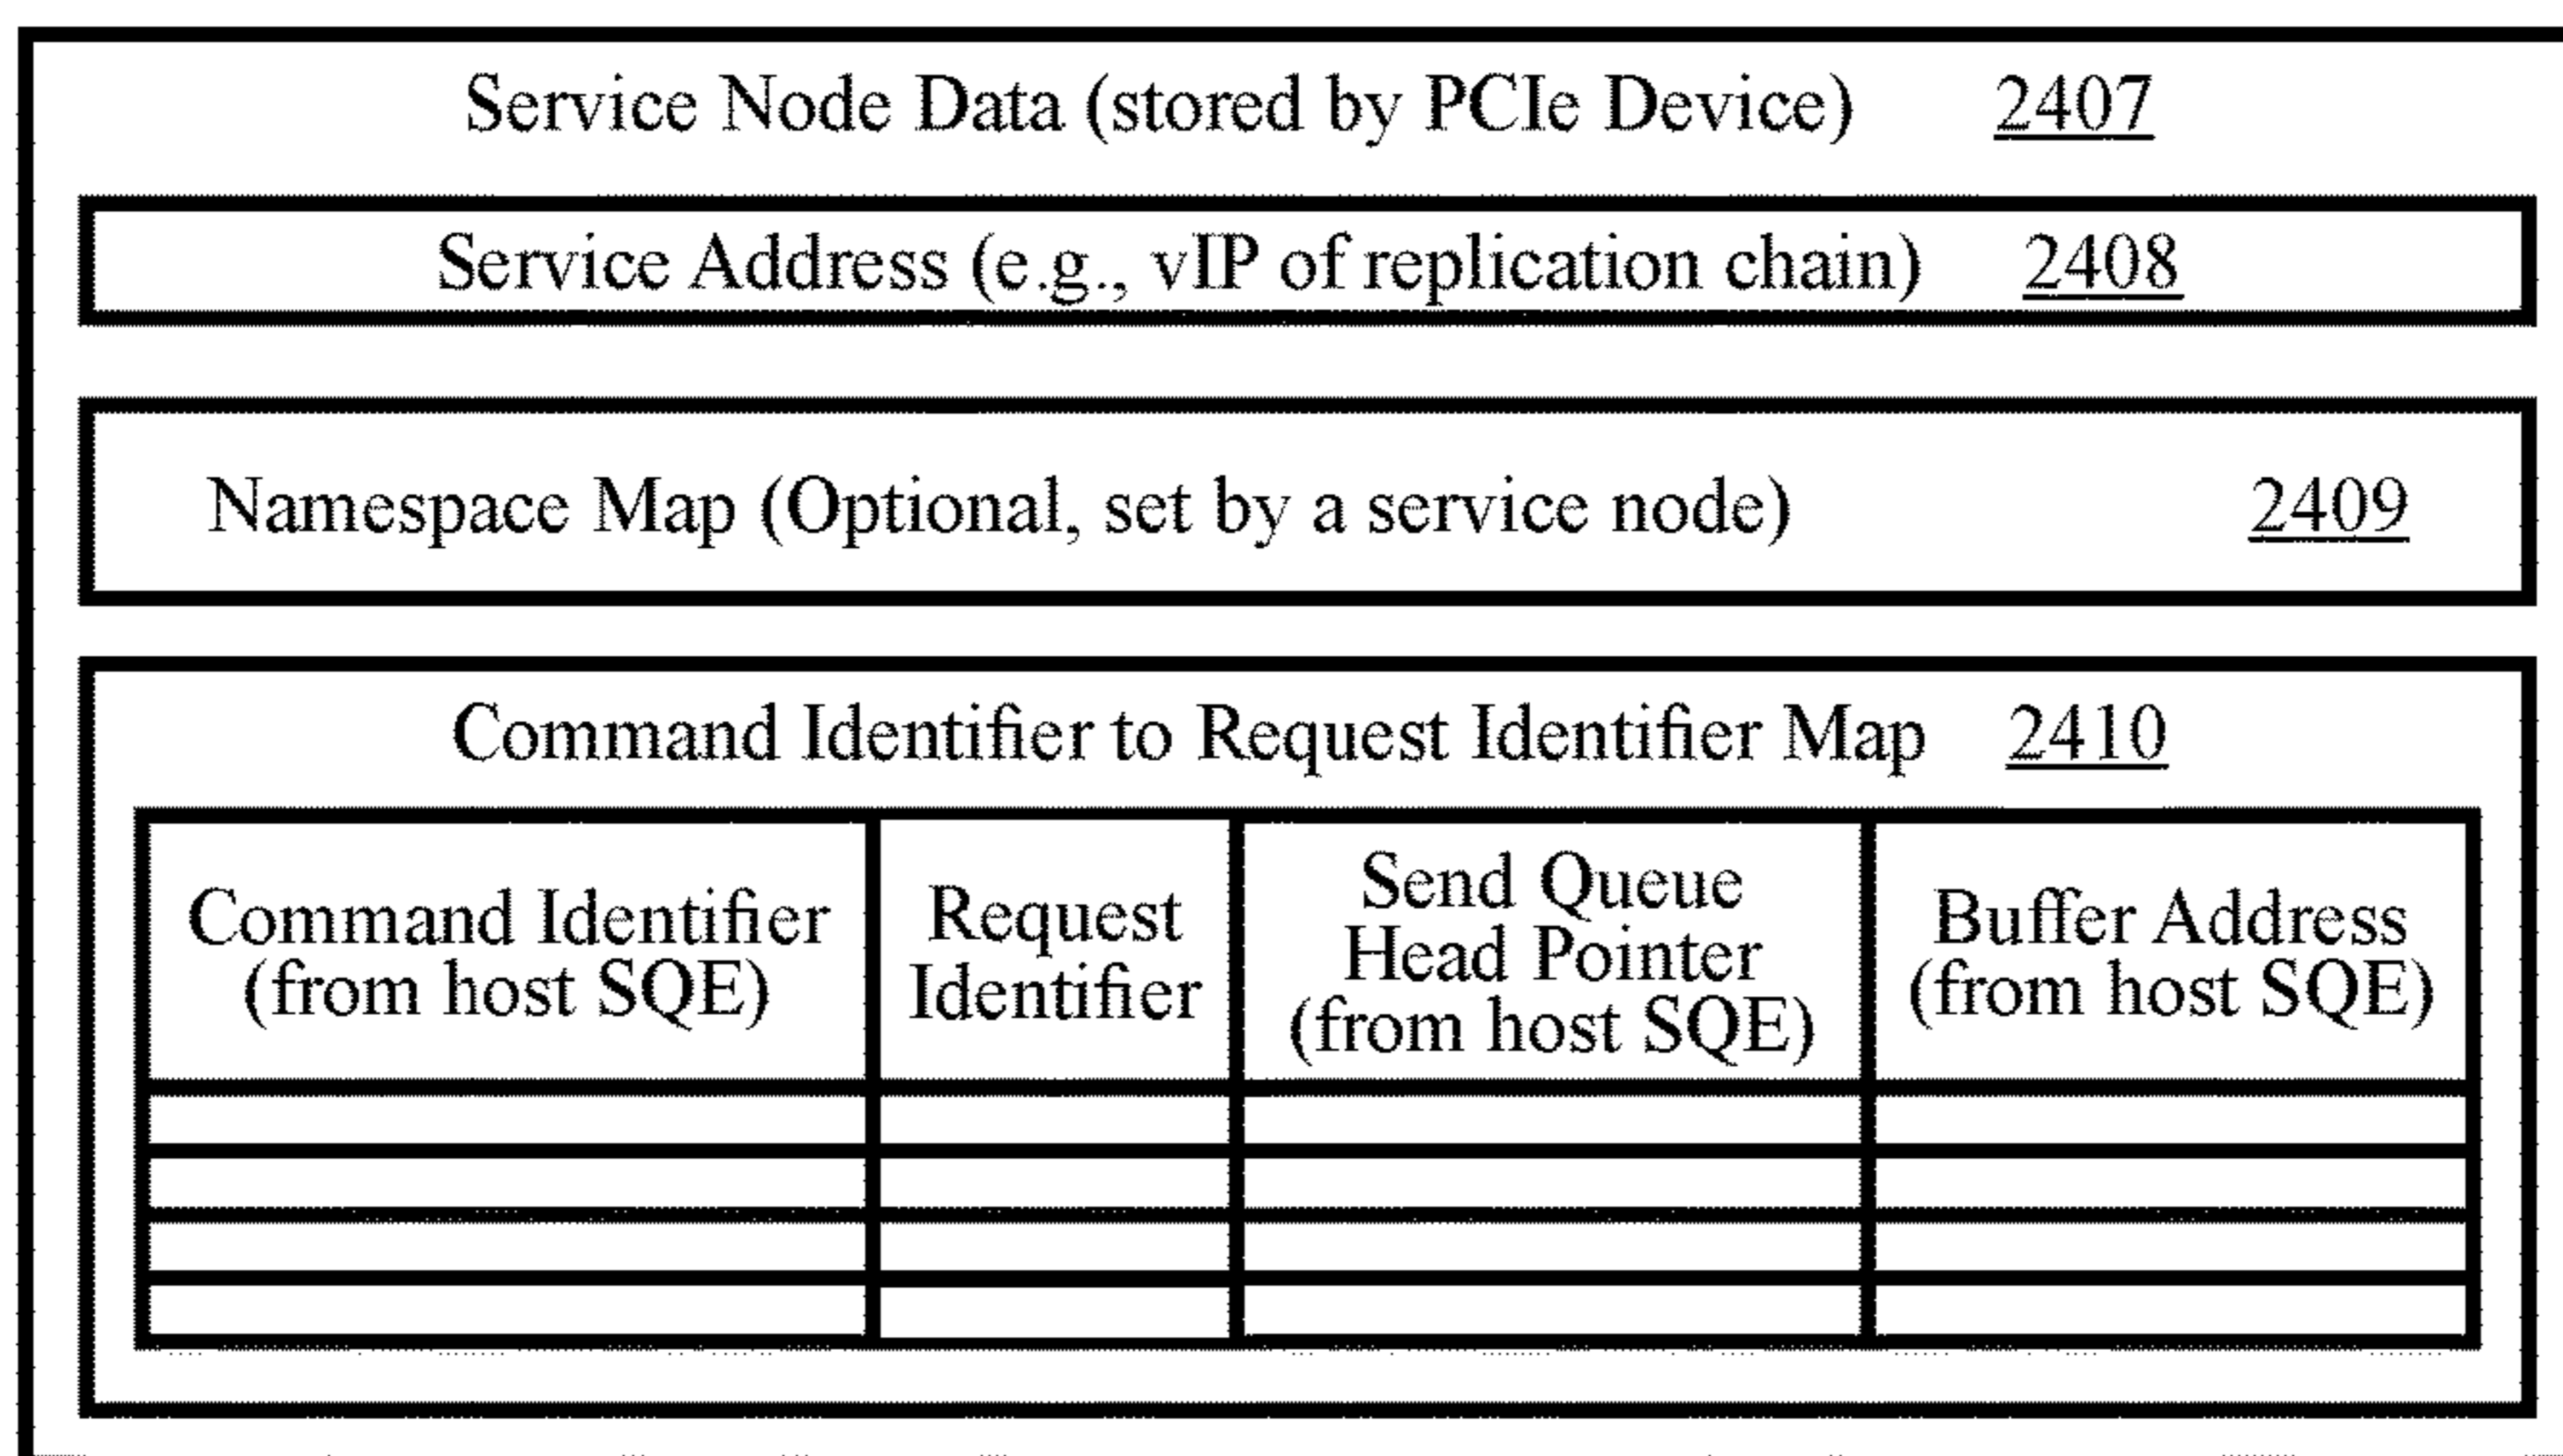 Service Node Data (stored by PCIe Device) 2407
Service Address (e.g., vIP of replication chain) 2408
Namespace Map (Optional, set by a service node) 2409
Command Identifier to Request Identifier Map 2410
Command Identifier
(from host SQE)
Request
Identifier
Send Queue
Head Pointer
(from host SQE)
Buffer Address
(from host SQE)